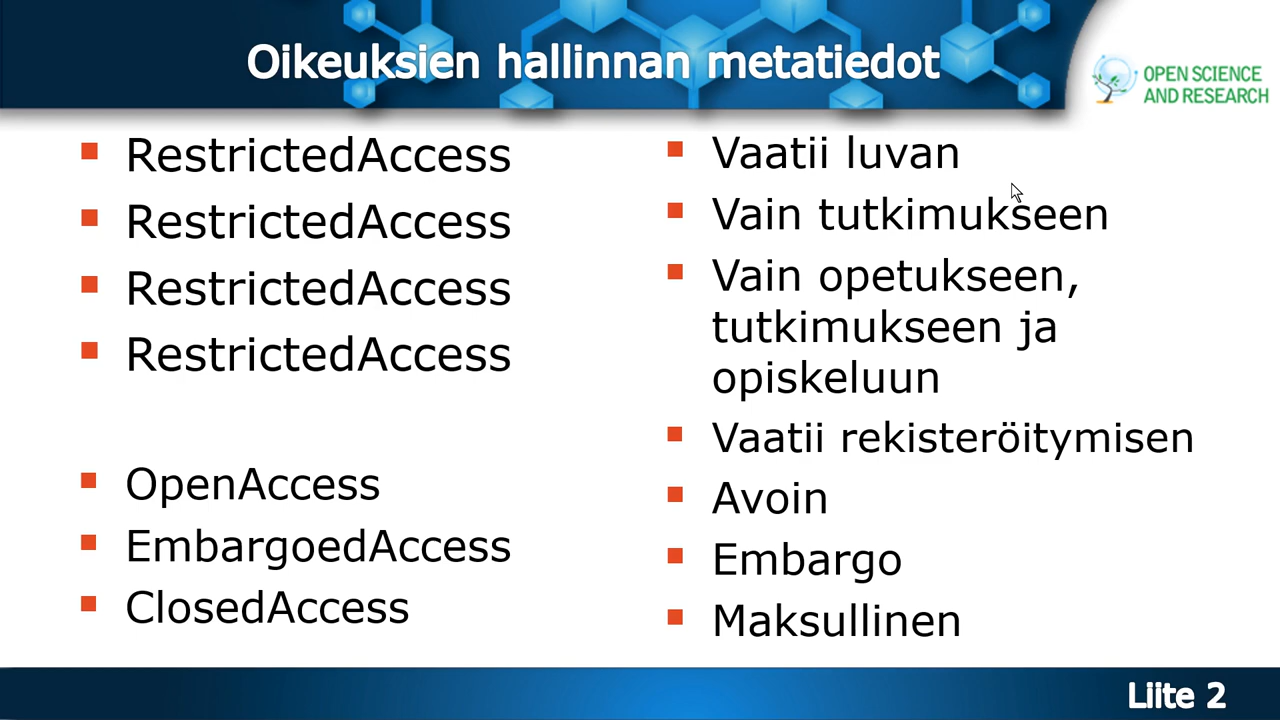 Oikeuksien hallinnan metatiedot
OPEN SCIENCE
AND RESEARCH
RestrictedAccess
RestrictedAccess
RestrictedAccess
RestrictedAccess
OpenAccess
EmbargoedAccess
ClosedAccess
Vaatii luvan
Vain tutkimukseen
Vain opetukseen,
tutkimukseen ja
opiskeluun
Vaatii rekisteröitymisen
Avoin
Embargo
Maksullinen
Liite 2